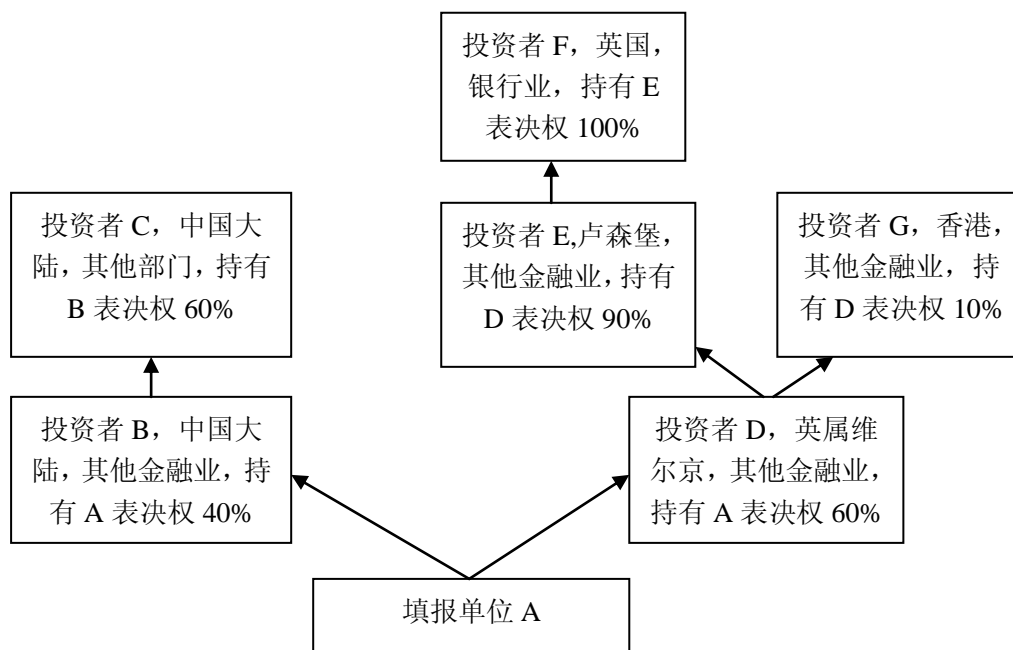 投资者 F，英国，
银行业，持有 E
表决权 100%
投资者 C，中国大
陆，其他部门，持有
B 表决权 60%
投资者 E,卢森堡，
其他金融业，持有
D 表决权 90%
投资者 G，香港，
其他金融业，持
有 D 表决权 10%
投资者 B，中国大
陆，其他金融业，持
有 A 表决权 40%
投资者 D，英属维
尔京，其他金融业，
持有 A 表决权 60%
填报单位 A